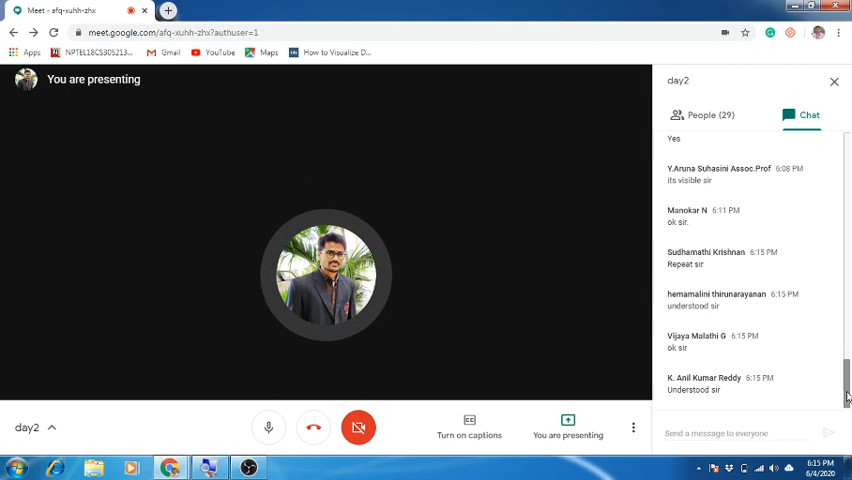 Meet - afq-xuhh-zhx
meet.google.com/afq-xuhh-zhx?authuser=1
Apps NPTEL18CS30S213... Gmail YouTube Maps How to Visualize D...
You are presenting
day2
People (29) Chat
Yes
Y.Aruna Suhasini Assoc.Prof 6:08 PM
its visible sir
Manokar N 6:11 PM
ok sir.
Sudhamathi Krishnan 6:15 PM
Repeat sir
hemamalini thirunarayanan 6:15 PM
understood sir
Vijaya Malathi G 6:15 PM
ok sir
K. Anil Kumar Reddy 6:15 PM
Understood sir
day2
Turn on captions
You are presenting
Send a message to everyone
6:15 PM
6/4/2020